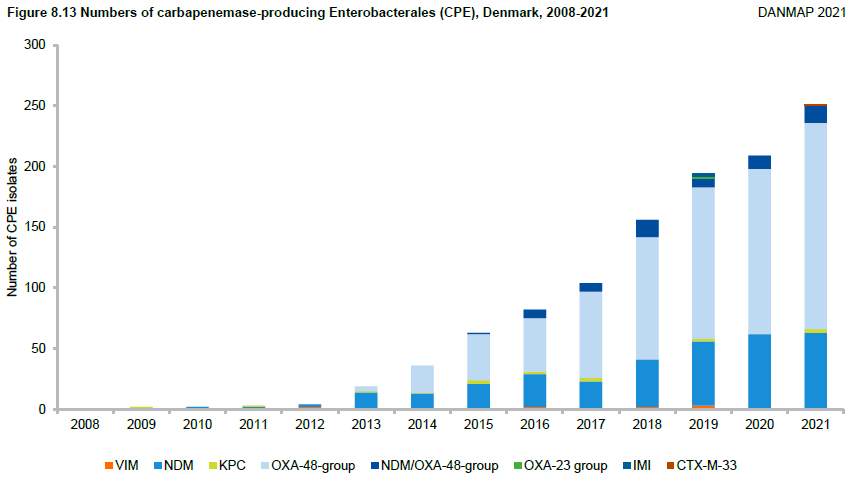 Figure 8.13 Numbers of carbapenemase-producing Enterobacterales (CPE), Denmark, 2008-2021 DANMAP 2021
300
250
200
150
100
50
0
Number of CPE isolates
2008 2009 2010 2011 2012 2013 2014 2015 2016 2017 2018 2019 2020 2021
VIM NDM KPC OXA-48-group NDM/OXA-48-group OXA-23 group IMI CTX-M-33